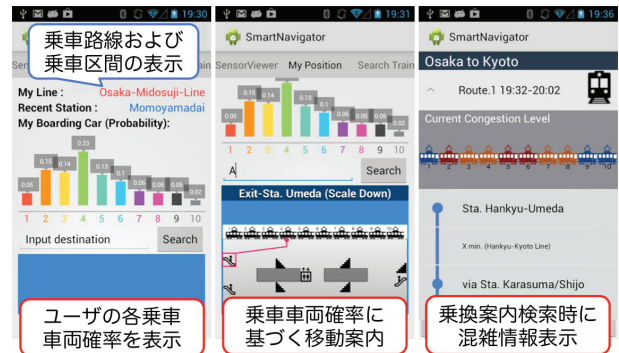 19:30
SmartNavigator
乗車路線および
乗車区間の表示
My Line : Osaka-Midosuji-Line
Recent Station : Momoyamadai
My Boarding Car (Probability):
0.05 0.15 0.14 0.23 0.13 0.1 0.06 0.05 0.05 0.02
1 2 3 4 5 6 7 8 9 10
Input destination Search
ユーザの各乗車
車両確率を表示
19:31
SmartNavigator
SensorViewer My Position Search Train
0.05 0.15 0.14 0.13 0.1 0.06 0.05 0.05 0.02
1 2 3 4 5 6 7 8 9 10
A Search
Exit-Sta. Umeda (Scale Down)
乗車車両確率に
基づく移動案内
19:36
SmartNavigator
Osaka to Kyoto
Route.1 19:32-20:02
Current Congestion Level
1 2 3 4 5 6 7 8 9 10
Sta. Hankyu-Umeda
X min. (Hankyu-Kyoto Line)
via Sta. Karasuma/Shijo
乗換案内検索時に
混雑情報表示